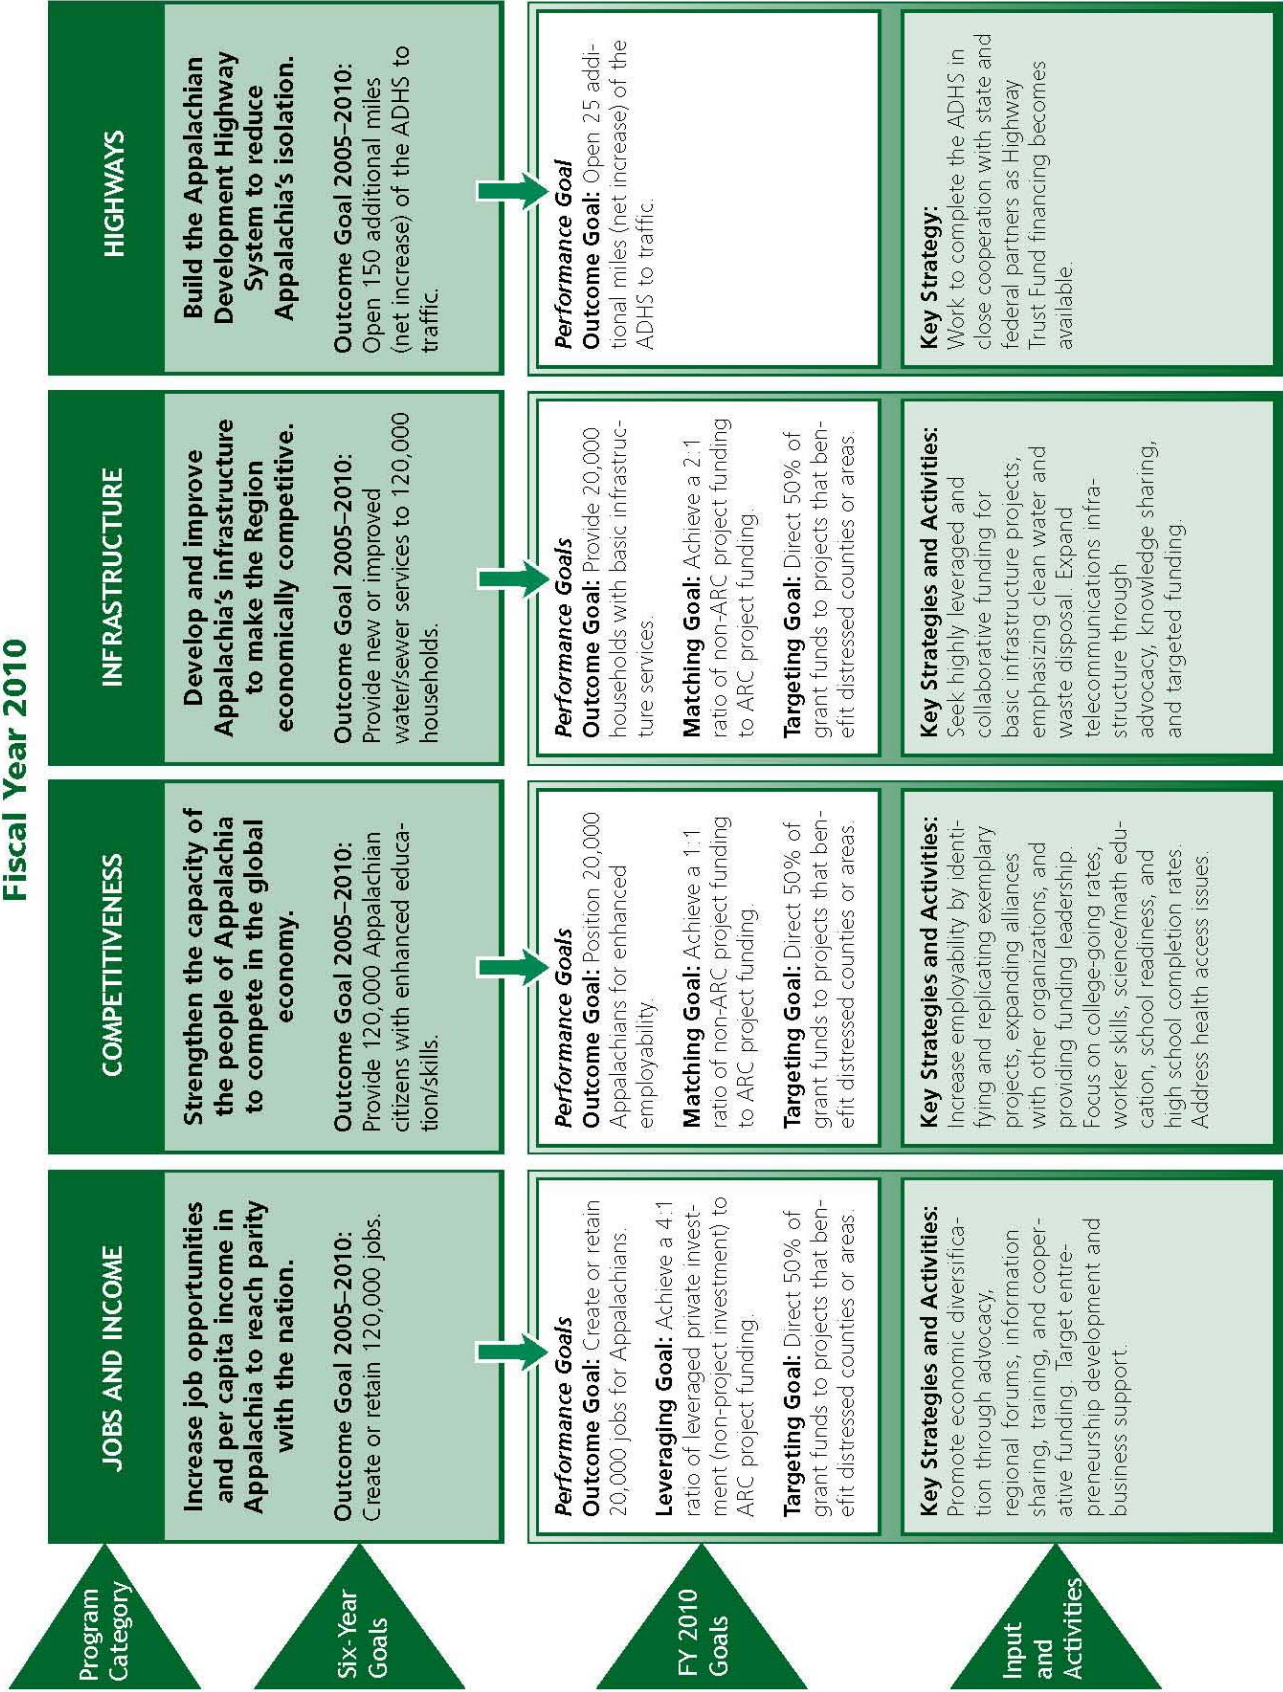 Fiscal Year 2010
Program
Category
JOBS AND INCOME
COMPETITIVENESS
INFRASTRUCTURE
HIGHWAYS
Six-Year
Goals
Increase job opportunities
and per capita income in
Appalachia to reach parity
with the nation.
Outcome Goal 2005–2010:
Create or retain 120,000 jobs.
Strengthen the capacity of
the people of Appalachia
to compete in the global
economy.
Outcome Goal 2005–2010:
Provide 120,000 Appalachian
citizens with enhanced educa-
tion/skills.
Develop and improve
Appalachia’s infrastructure
to make the Region
economically competitive.
Outcome Goal 2005–2010:
Provide new or improved
water/sewer services to 120,000
households.
Build the Appalachian
Development Highway
System to reduce
Appalachia’s isolation.
Outcome Goal 2005–2010:
Open 150 additional miles
(net increase) of the ADHS to
traffic.
FY 2010
Goals
Performance Goals
Outcome Goal: Create or retain
20,000 jobs for Appalachians.
Leveraging Goal: Achieve a 4:1
ratio of leveraged private invest-
ment (non-project investment) to
ARC project funding.
Targeting Goal: Direct 50% of
grant funds to projects that ben-
efit distressed counties or areas.
Performance Goals
Outcome Goal: Position 20,000
Appalachians for enhanced
employability.
Matching Goal: Achieve a 1:1
ratio of non-ARC project funding
to ARC project funding.
Targeting Goal: Direct 50% of
grant funds to projects that ben-
efit distressed counties or areas.
Performance Goals
Outcome Goal: Provide 20,000
households with basic infrastruc-
ture services.
Matching Goal: Achieve a 2:1
ratio of non-ARC project funding
to ARC project funding.
Targeting Goal: Direct 50% of
grant funds to projects that ben-
efit distressed counties or areas.
Performance Goal
Outcome Goal: Open 25 addi-
tional miles (net increase) of the
ADHS to traffic.
Input
and
Activities
Key Strategies and Activities:
Promote economic diversifica-
tion through advocacy,
regional forums, information
sharing, training, and cooper-
ative funding. Target entre-
preneurship development and
business support.
Key Strategies and Activities:
Increase employability by identi-
fying and replicating exemplary
projects, expanding alliances
with other organizations, and
providing funding leadership.
Focus on college-going rates,
worker skills, science/math edu-
cation, school readiness, and
high school completion rates.
Address health access issues.
Key Strategies and Activities:
Seek highly leveraged and
collaborative funding for
basic infrastructure projects,
emphasizing clean water and
waste disposal. Expand
telecommunications infra-
structure through
advocacy, knowledge sharing,
and targeted funding.
Key Strategy:
Work to complete the ADHS in
close cooperation with state and
federal partners as Highway
Trust Fund financing becomes
available.